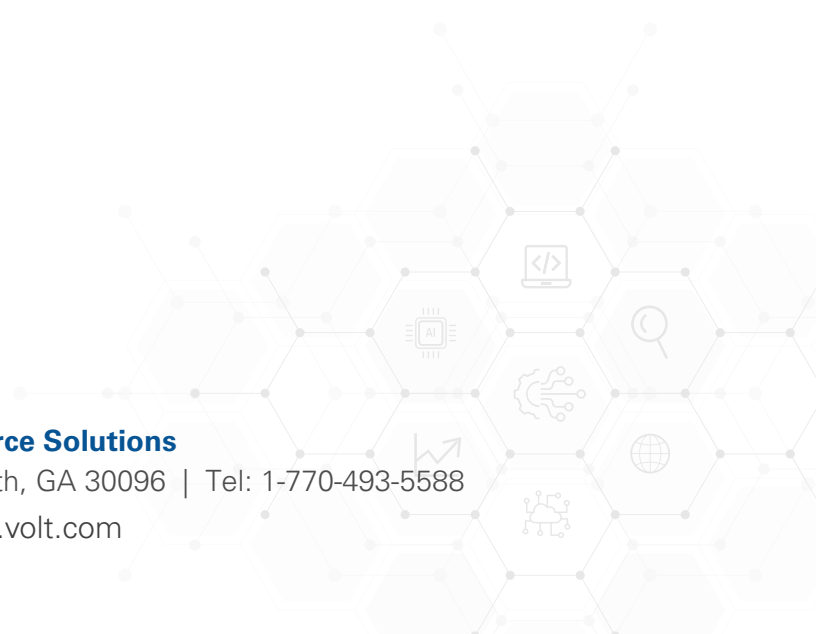 rce Solutions
th, GA 30096 | Tel: 1-770-493-5588
.volt.com
</>
AI